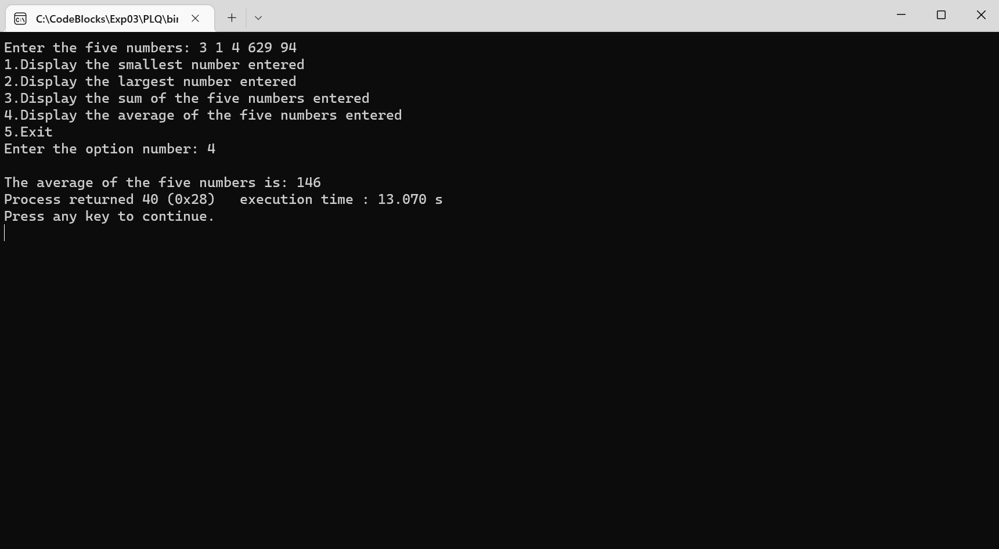 C:\CodeBlocks\Exp03\PLQ\bin
Enter the five numbers: 3 1 4 629 94
1.Display the smallest number entered
2.Display the largest number entered
3.Display the sum of the five numbers entered
4.Display the average of the five numbers entered
5.Exit
Enter the option number: 4
The average of the five numbers is: 146
Process returned 40 (0x28)   execution time : 13.070 s
Press any key to continue.